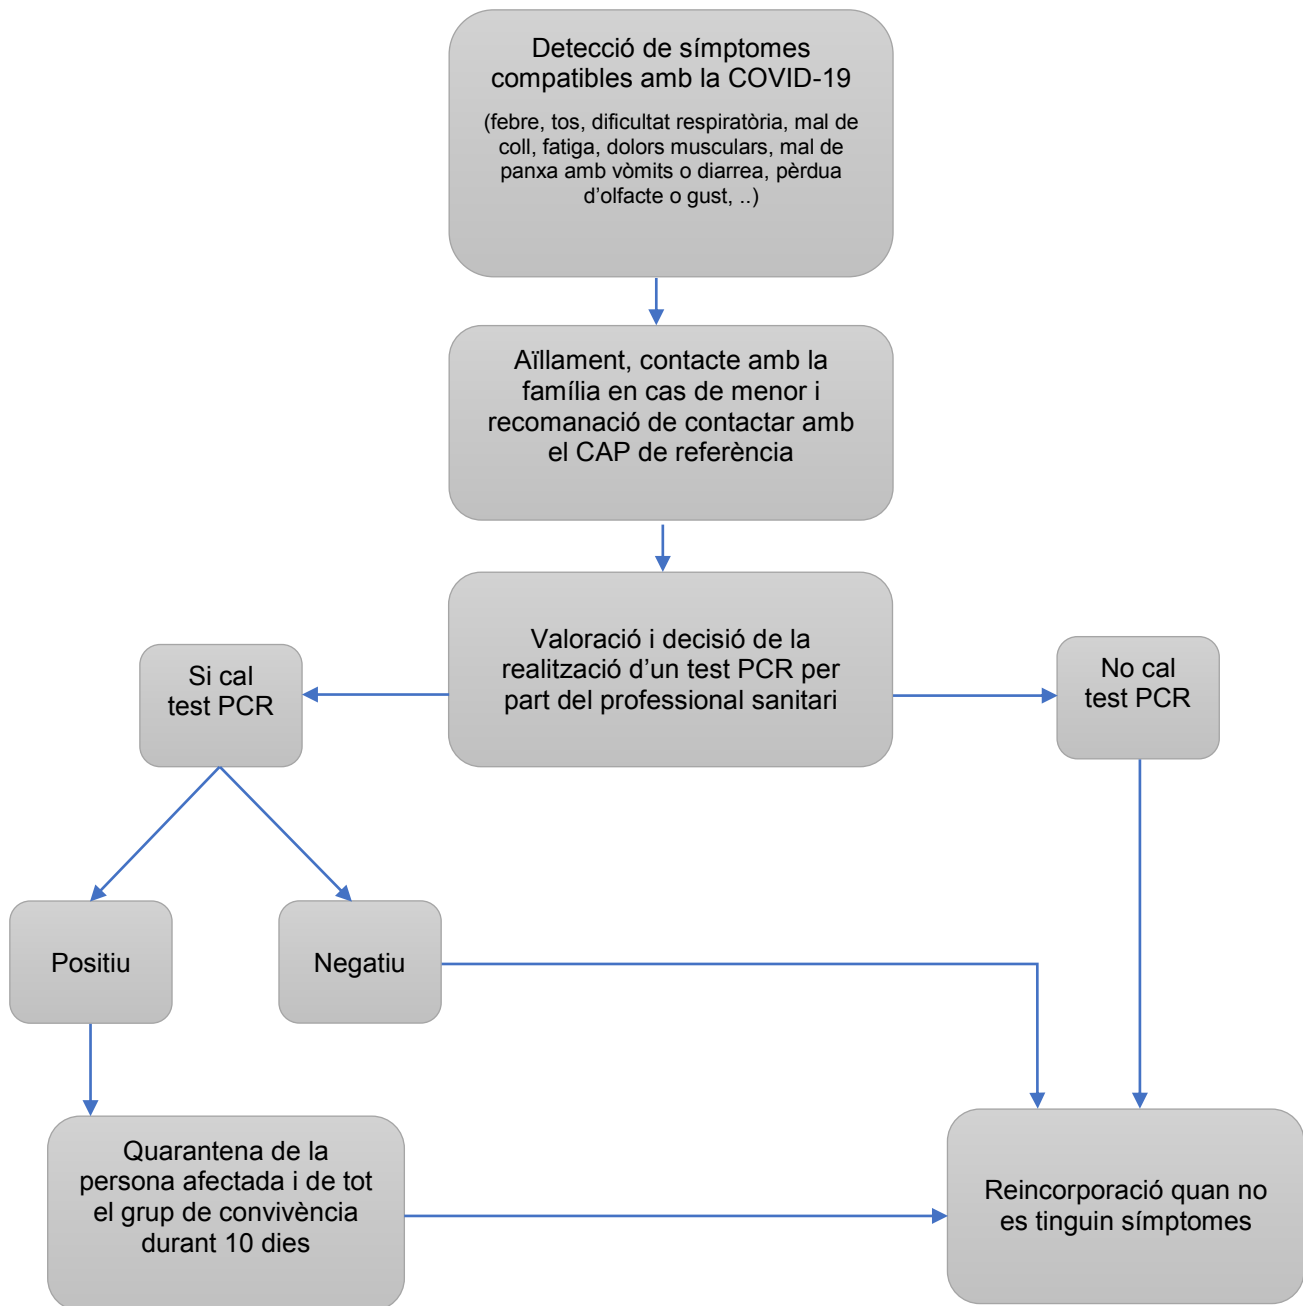 Detecció de símptomes
compatibles amb la COVID-19
(febre, tos, dificultat respiratòria, mal de
coll, fatiga, dolors musculars, mal de
panxa amb vòmits o diarrea, pèrdua
d’olfacte o gust, ..)
Aïllament, contacte amb la
família en cas de menor i
recomanació de contactar amb
el CAP de referència
Valoració i decisió de la
realització d’un test PCR per
part del professional sanitari
Si cal
test PCR
No cal
test PCR
Positiu
Negatiu
Quarantena de la
persona afectada i de tot
el grup de convivència
durant 10 dies
Reincorporació quan no
es tinguin símptomes